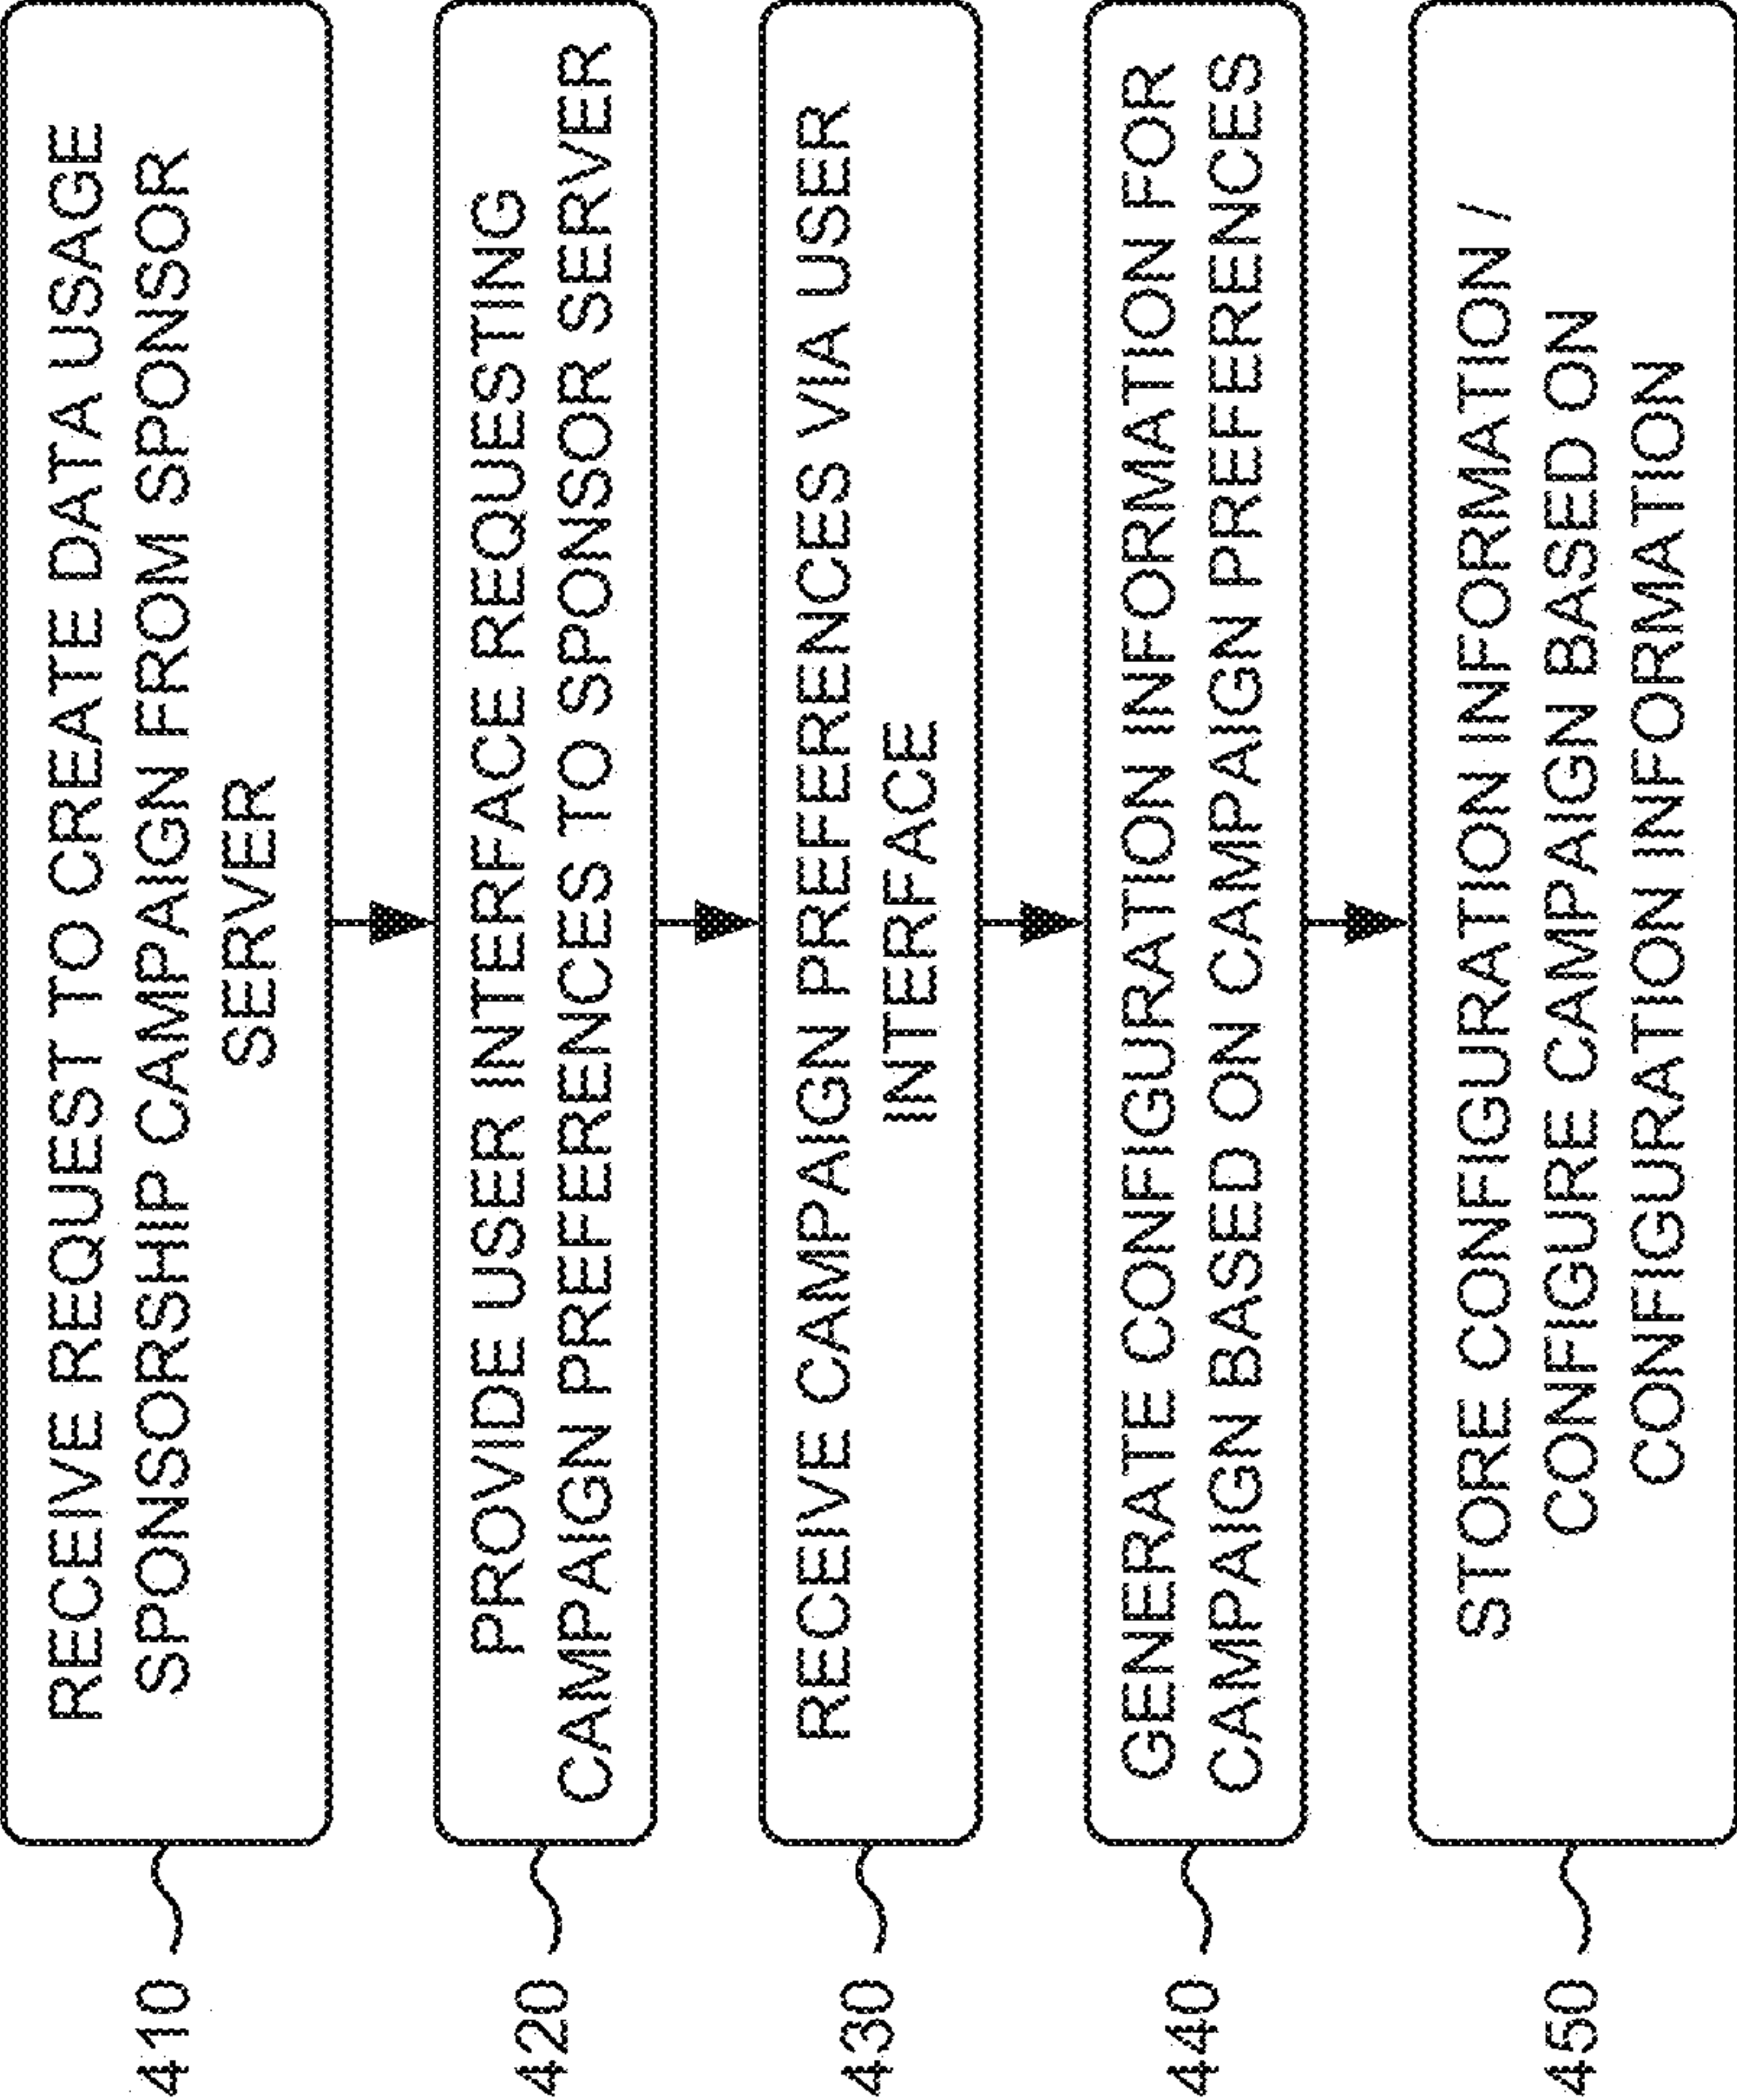 410
RECEIVE REQUEST TO CREATE DATA USAGE
SPONSORSHIP CAMPAIGN FROM SPONSOR
SERVER
420
PROVIDE USER INTERFACE REQUESTING
CAMPAIGN PREFERENCES TO SPONSOR SERVER
430
RECEIVE CAMPAIGN PREFERENCES VIA USER
INTERFACE
440
GENERATE CONFIGURATION INFORMATION FOR
CAMPAIGN BASED ON CAMPAIGN PREFERENCES
450
STORE CONFIGURATION INFORMATION /
CONFIGURE CAMPAIGN BASED ON
CONFIGURATION INFORMATION